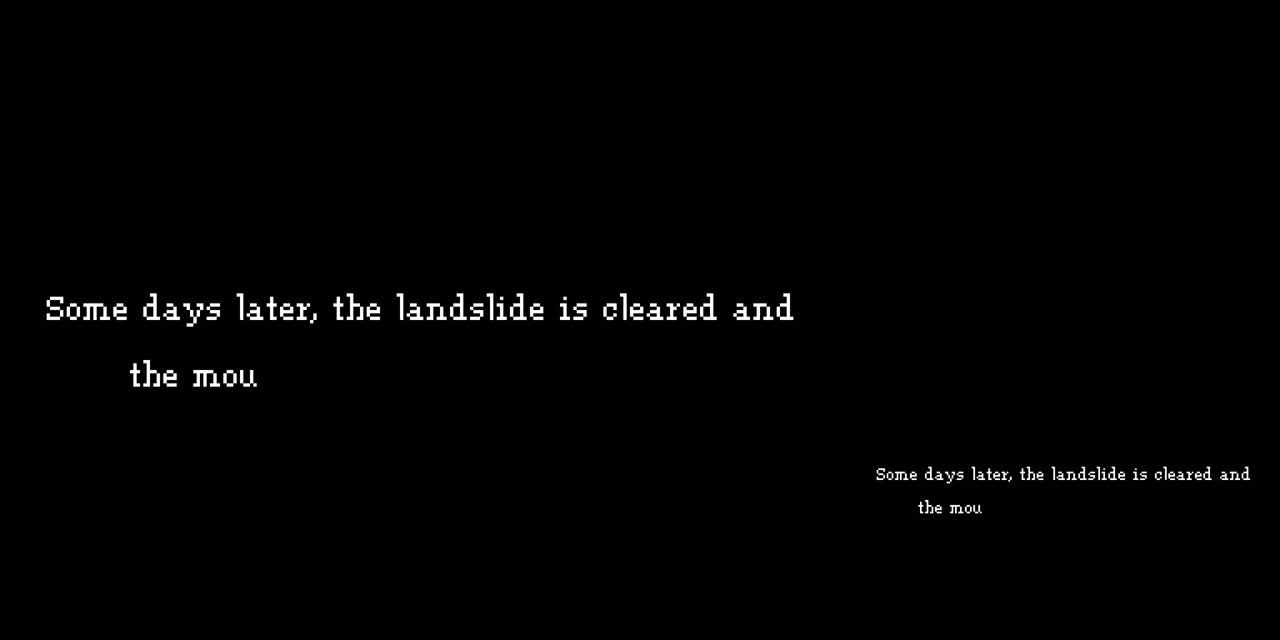 Some days later, the landslide is cleared and
the mou
Some days later, the landslide is cleared and
the mou